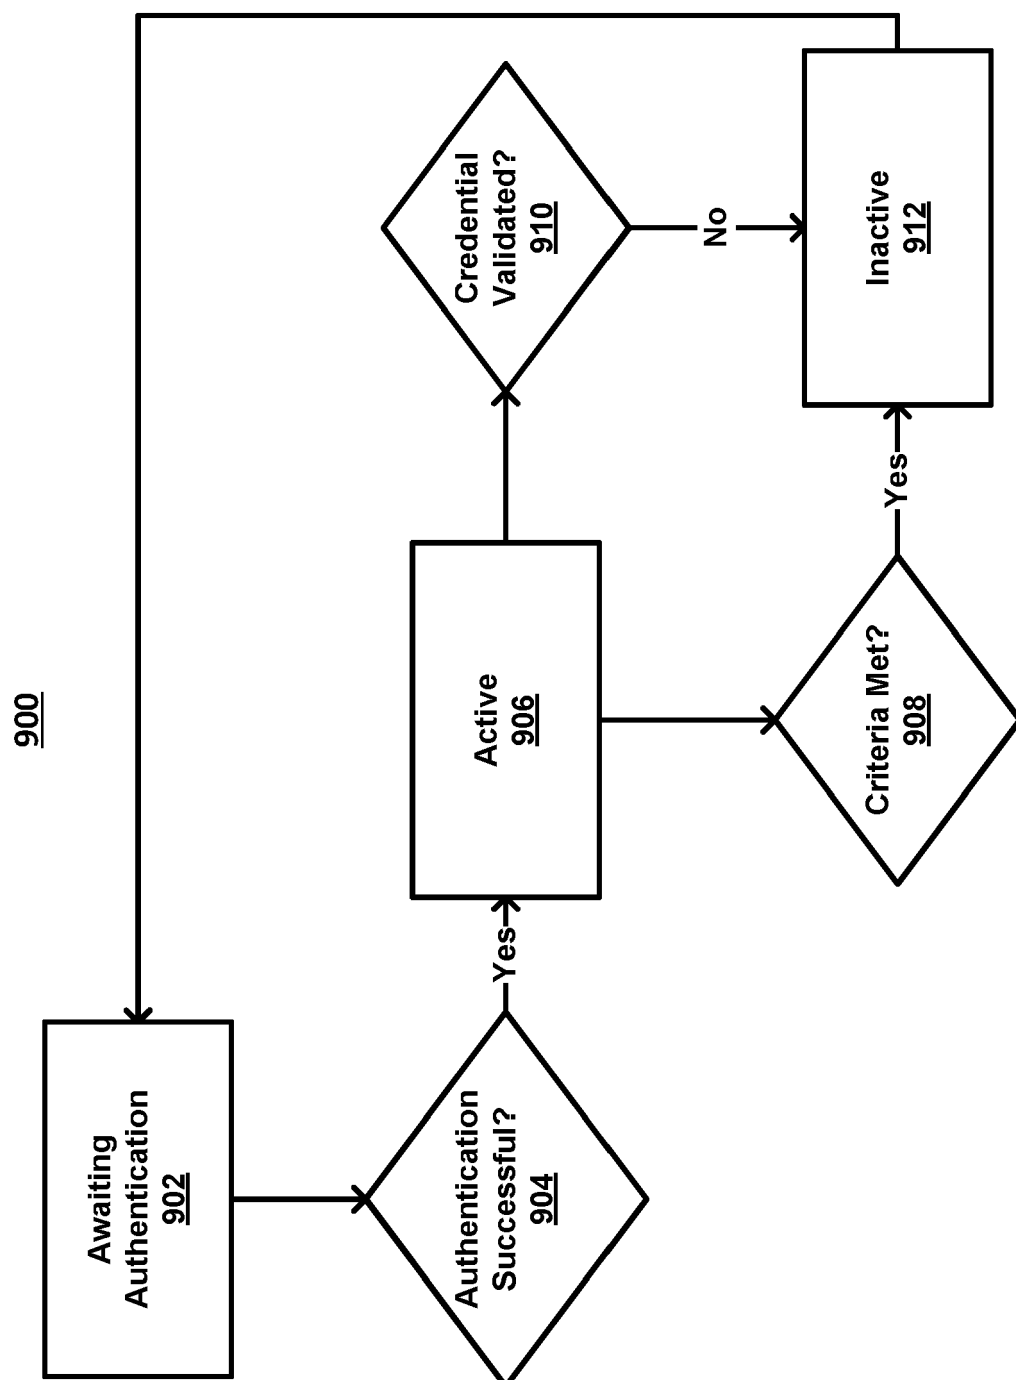 900
Awaiting
Authentication
902
Authentication
Successful?
904
Yes
Active
906
Credential
Validated?
910
No
Criteria Met?
908
Yes
Inactive
912